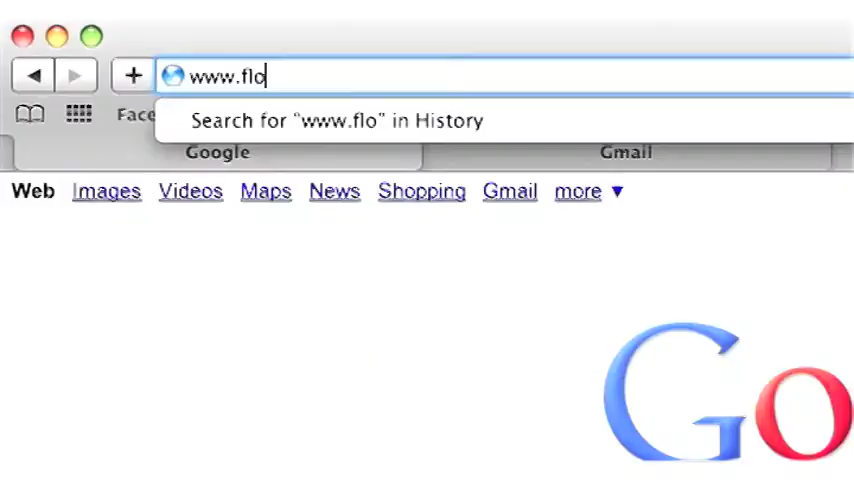 www.flo
Face
Search for “www.flo” in History
Google Gmail
Web Images Videos Maps News Shopping Gmail more ▼
Go